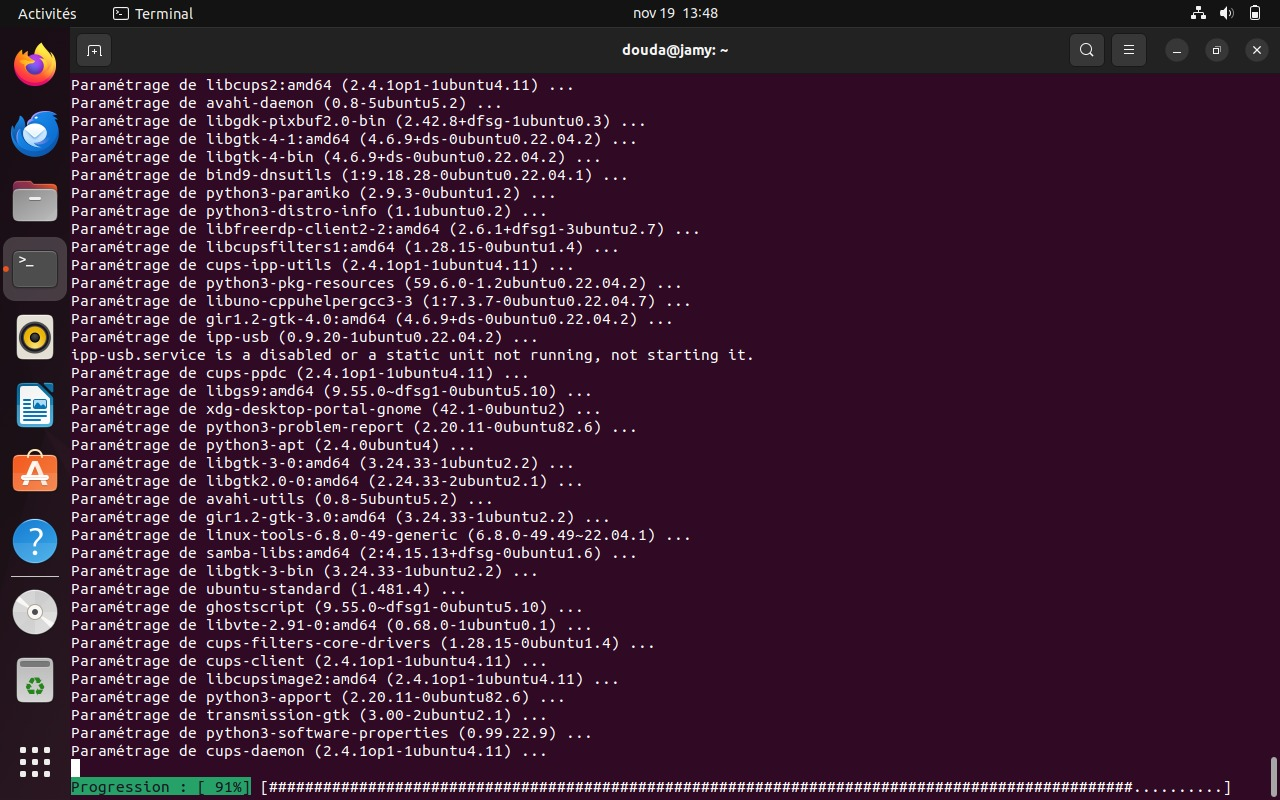 Activités
Terminal
nov 19 13:48
douda@jamy: ~
Paramétrage de libcups2:amd64 (2.4.1op1-1ubuntu4.11) ...
Paramétrage de avahi-daemon (0.8-5ubuntu5.2) ...
Paramétrage de libgdk-pixbuf2.0-bin (2.42.8+dfsg-1ubuntu0.3) ...
Paramétrage de libgtk-4-1:amd64 (4.6.9+ds-0ubuntu0.22.04.2) ...
Paramétrage de libgtk-4-bin (4.6.9+ds-0ubuntu0.22.04.2) ...
Paramétrage de bind9-dnsutils (1:9.18.28-0ubuntu0.22.04.1) ...
Paramétrage de python3-paramiko (2.9.3-0ubuntu1.2) ...
Paramétrage de python3-distro-info (1.1ubuntu0.2) ...
Paramétrage de libfreerdp-client2-2:amd64 (2.6.1+dfsg1-3ubuntu2.7) ...
Paramétrage de libcupsfilters1:amd64 (1.28.15-0ubuntu1.4) ...
Paramétrage de cups-ipp-utils (2.4.1op1-1ubuntu4.11) ...
Paramétrage de python3-pkg-resources (59.6.0-1.2ubuntu0.22.04.2) ...
Paramétrage de libuno-cppuhelpergcc3-3 (1:7.3.7-0ubuntu0.22.04.7) ...
Paramétrage de gir1.2-gtk-4.0:amd64 (4.6.9+ds-0ubuntu0.22.04.2) ...
Paramétrage de ipp-usb (0.9.20-1ubuntu0.22.04.2) ...
ipp-usb.service is a disabled or a static unit not running, not starting it.
Paramétrage de cups-ppdc (2.4.1op1-1ubuntu4.11) ...
Paramétrage de libgs9:amd64 (9.55.0~dfsg1-0ubuntu5.10) ...
Paramétrage de xdg-desktop-portal-gnome (42.1-0ubuntu2) ...
Paramétrage de python3-problem-report (2.20.11-0ubuntu82.6) ...
Paramétrage de python3-apt (2.4.0ubuntu4) ...
Paramétrage de libgtk-3-0:amd64 (3.24.33-1ubuntu2.2) ...
Paramétrage de libgtk2.0-0:amd64 (2.24.33-2ubuntu2.1) ...
Paramétrage de avahi-utils (0.8-5ubuntu5.2) ...
Paramétrage de gir1.2-gtk-3.0:amd64 (3.24.33-1ubuntu2.2) ...
Paramétrage de linux-tools-6.8.0-49-generic (6.8.0-49.49~22.04.1) ...
Paramétrage de samba-libs:amd64 (2:4.15.13+dfsg-0ubuntu1.6) ...
Paramétrage de libgtk-3-bin (3.24.33-1ubuntu2.2) ...
Paramétrage de ubuntu-standard (1.481.4) ...
Paramétrage de ghostscript (9.55.0~dfsg1-0ubuntu5.10) ...
Paramétrage de libvte-2.91-0:amd64 (0.68.0-1ubuntu0.1) ...
Paramétrage de cups-filters-core-drivers (1.28.15-0ubuntu1.4) ...
Paramétrage de cups-client (2.4.1op1-1ubuntu4.11) ...
Paramétrage de libcupsimage2:amd64 (2.4.1op1-1ubuntu4.11) ...
Paramétrage de python3-apport (2.20.11-0ubuntu82.6) ...
Paramétrage de transmission-gtk (3.00-2ubuntu2.1) ...
Paramétrage de python3-software-properties (0.99.22.9) ...
Paramétrage de cups-daemon (2.4.1op1-1ubuntu4.11) ...
Progression : [ 91%] [################################################################################################..........]